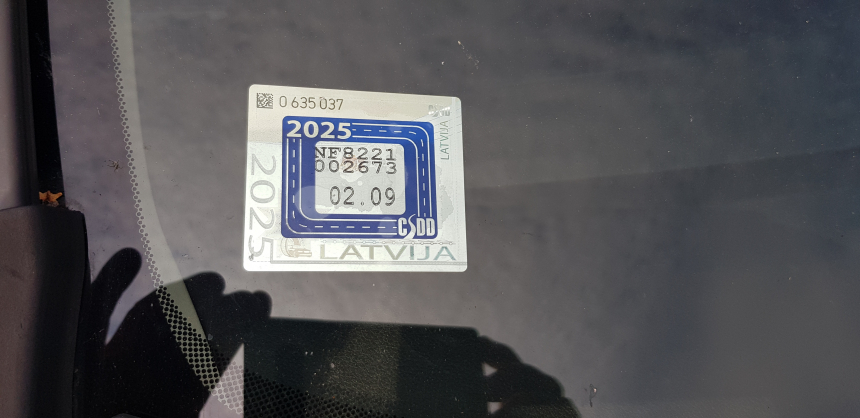 0 635 037
2025
NF8221
002673
02.09
CSDD
LATVIJA
2025
LATVIJA